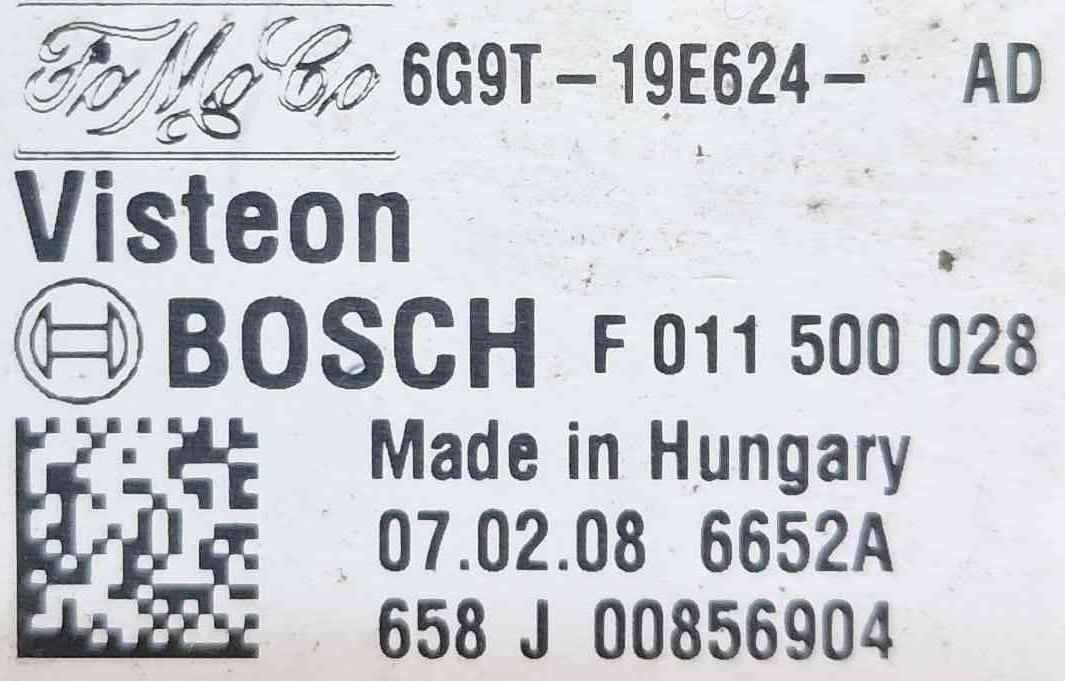 FoMoCo 6G9T-19E624- AD
Visteon
BOSCH F 011 500 028
Made in Hungary
07.02.08 6652A
658 J 00856904